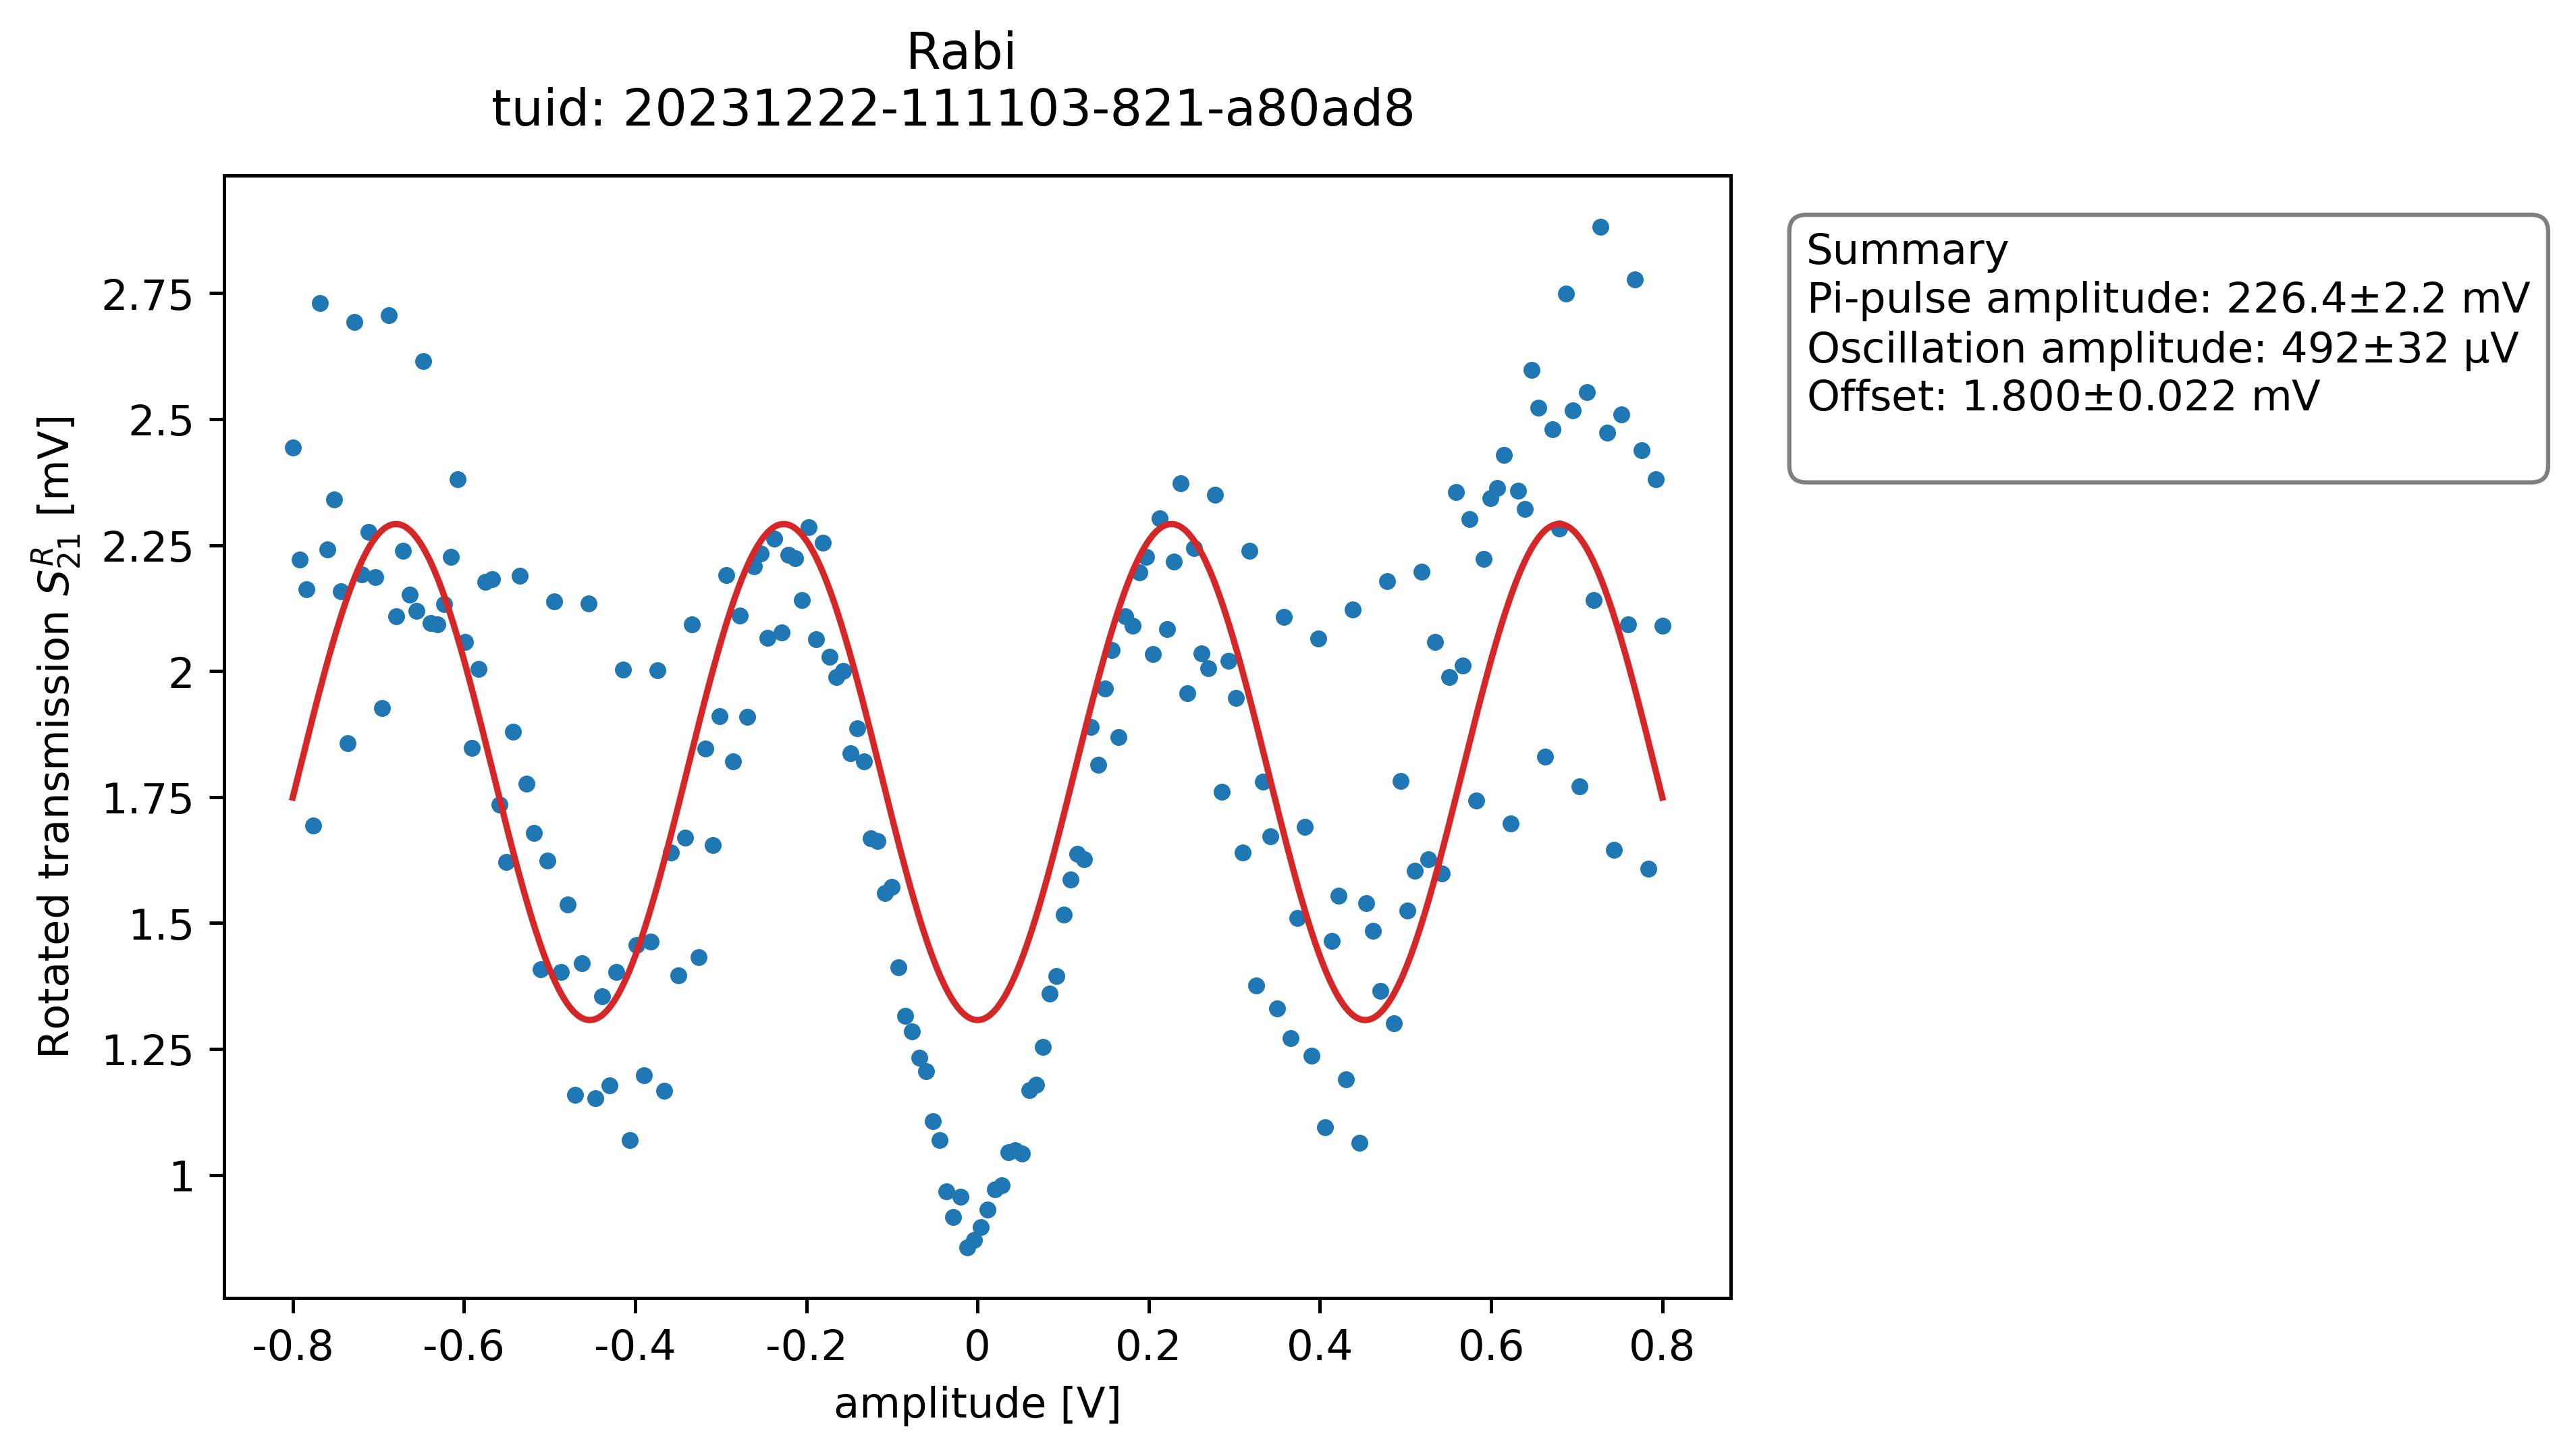 Rabi
tuid: 20231222-111103-821-a80ad8
Summary
Pi-pulse amplitude: 226.4±2.2 mV
Oscillation amplitude: 492±32 µV
Offset: 1.800±0.022 mV
Rotated transmission $S_{21}^R$ [mV]
2.75
2.5
2.25
2
1.75
1.5
1.25
1
-0.8 -0.6 -0.4 -0.2 0 0.2 0.4 0.6 0.8
amplitude [V]